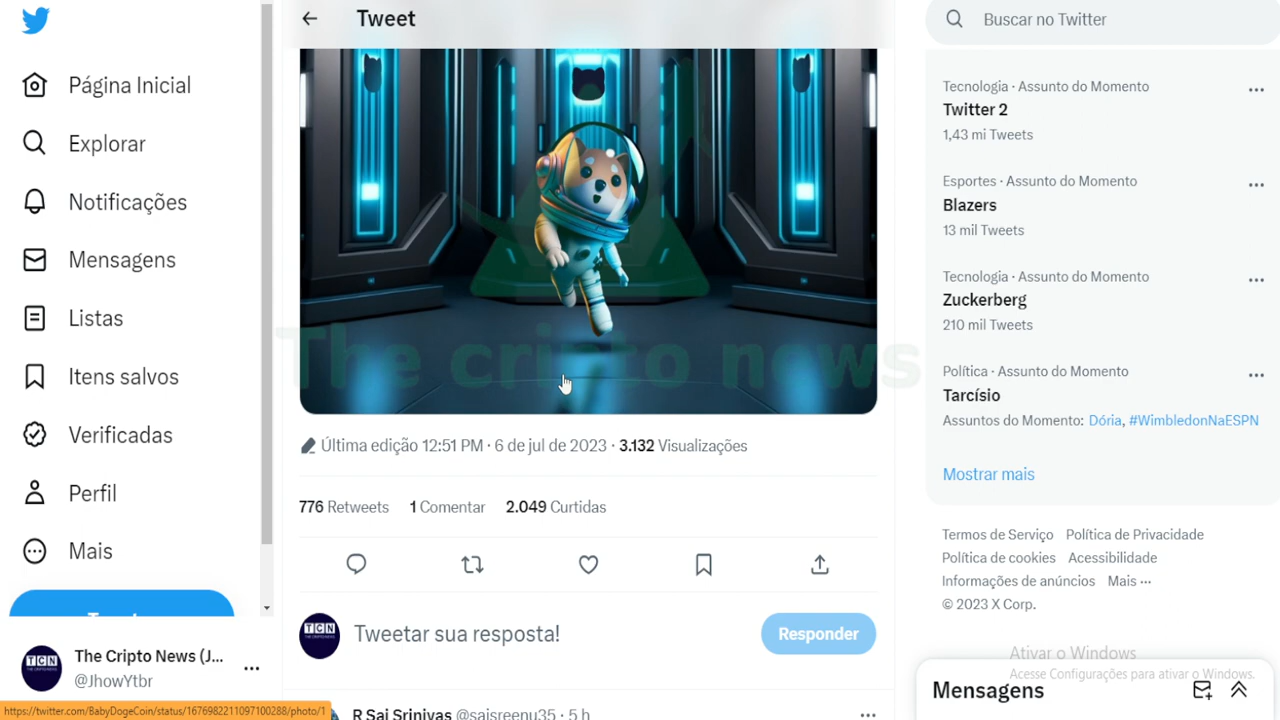 Tweet
Buscar no Twitter
Página Inicial
Explorar
Notificações
Mensagens
Listas
Itens salvos
Verificadas
Perfil
Mais
TCN
The Cripto News (J...
@JhowYtbr
https://twitter.com/BabyDogeCoin/status/1676982211097100288/photo/1
The cripto news
Última edição 12:51 PM · 6 de jul de 2023 · 3.132 Visualizações
776 Retweets 1 Comentar 2.049 Curtidas
TCN
Tweetar sua resposta!
Responder
R Sai Srinivas @saisreenu35 · 5 h
Tecnologia · Assunto do Momento
Twitter 2
1,43 mi Tweets
Esportes · Assunto do Momento
Blazers
13 mil Tweets
Tecnologia · Assunto do Momento
Zuckerberg
210 mil Tweets
Política · Assunto do Momento
Tarcísio
Assuntos do Momento: Dória, #WimbledonNaESPN
Mostrar mais
Termos de Serviço Política de Privacidade
Política de cookies Acessibilidade
Informações de anúncios Mais ···
© 2023 X Corp.
Ativar o Windows
Acesse Configurações para ativar o Windows.
Mensagens